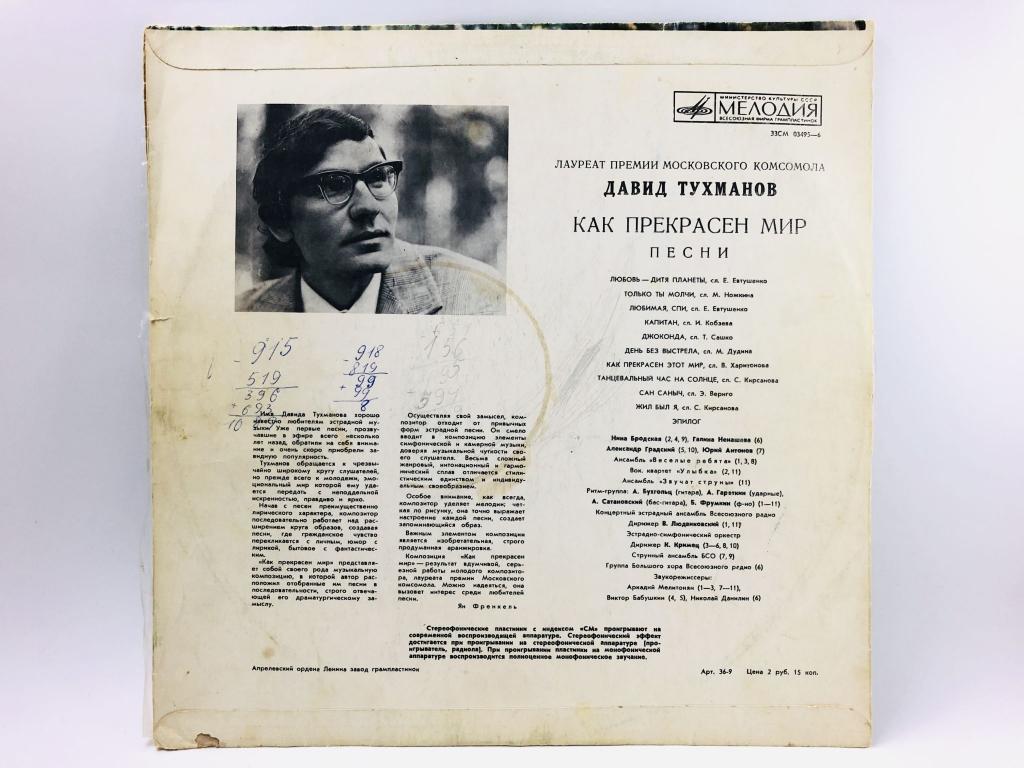 МИНИСТЕРСТВО КУЛЬТУРЫ СССР
МЕЛОДИЯ
ВСЕСОЮЗНАЯ ФИРМА ГРАМПЛАСТИНОК
33СМ 03495—6
ЛАУРЕАТ ПРЕМИИ МОСКОВСКОГО КОМСОМОЛА
ДАВИД ТУХМАНОВ
КАК ПРЕКРАСЕН МИР
ПЕСНИ
ЛЮБОВЬ — ДИТЯ ПЛАНЕТЫ, сл. Е. Евтушенко
ТОЛЬКО ТЫ МОЛЧИ, сл. М. Ножкина
ЛЮБИМАЯ, СПИ, сл. Е. Евтушенко
КАПИТАН, сл. И. Кобзева
ДЖОКОНДА, сл. Т. Сашко
ДЕНЬ БЕЗ ВЫСТРЕЛА, сл. М. Дудина
КАК ПРЕКРАСЕН ЭТОТ МИР, сл. В. Харитонова
ТАНЦЕВАЛЬНЫЙ ЧАС НА СОЛНЦЕ, сл. С. Кирсанова
САН САНЫЧ, сл. Э. Вериго
ЖИЛ БЫЛ Я, сл. С. Кирсанова
ЭПИЛОГ
Нина Бродская (2, 4, 9), Галина Ненашова (6)
Александр Градский (5, 10), Юрий Антонов (7)
Ансамбль «Веселые ребята» (1, 3, 8)
Вок. квартет «Улыбка» (2, 11)
Ансамбль «Звучат струны» (11)
Ритм-группа: А. Бухгольц (гитара), А. Гареткин (ударные),
А. Сатановский (бас-гитара), Б. Фрумкин (ф-но) (1—11)
Концертный эстрадный ансамбль Всесоюзного радио
Дирижер В. Людвиковский (1, 11)
Эстрадно-симфонический оркестр
Дирижер К. Кримец (3—6, 8, 10)
Струнный ансамбль БСО (7, 9)
Группа Большого хора Всесоюзного радио (6)
Звукорежиссеры:
Аркадий Мелитонян (1—3, 7—11),
Виктор Бабушкин (4, 5), Николай Данилин (6)
- 915
519
396
+ 693
- 918
819
99
+ 99
8
156
Имя Давида Тухманова хорошо
известно любителям эстрадной му-
зыки. Уже первые песни, прозву-
чавшие в эфире всего несколько
лет назад, обратили на себя внима-
ние и очень скоро приобрели за-
видную популярность.
Тухманов обращается к чрезвы-
чайно широкому кругу слушателей,
но прежде всего к молодежи, эмо-
циональный мир которой ему уда-
ется передать с неподдельной
искренностью, правдиво и ярко.
Начав с песен преимущественно
лирического характера, композитор
последовательно работает над рас-
ширением круга образов, создавая
песни, где гражданское чувство
перекликается с личным, юмор с
лирикой, бытовое с фантастичес-
ким.
«Как прекрасен мир» представля-
ет собой своего рода музыкальную
композицию, в которой автор рас-
положил отобранные им песни в
последовательности, строго отвеча-
ющей его драматургическому за-
мыслу.
Осуществляя свой замысел, ком-
позитор отходит от привычных
форм эстрадной песни. Он смело
вводит в композицию элементы
симфонической и камерной музыки,
доверяя музыкальной чуткости свое-
го слушателя. Весьма сложный
жанровый, интонационный и гармо-
нический сплав отличается стили-
стическим единством и индивиду-
альным своеобразием.
Особое внимание, как всегда,
композитор уделяет мелодии; чет-
кая по рисунку, она точно выражает
настроение каждой песни, создает
запоминающийся образ.
Важным элементом композиции
является изобретательная, строго
продуманная аранжировка.
Композиция «Как прекрасен
мир» — результат вдумчивой, серь-
езной работы молодого композито-
ра, лауреата премии Московского
комсомола. Можно надеяться, она
вызовет интерес среди любителей
песни.
Ян Френкель
Стереофонические пластинки с индексом «СМ» проигрывают на
современной воспроизводящей аппаратуре. Стереофонический эффект
достигается при проигрывании на стереофонической аппаратуре (про-
игрыватель, радиола). При проигрывании пластинки на монофонической
аппаратуре воспроизводится полноценное монофоническое звучание.
Апрелевский ордена Ленина завод грампластинок
Арт. 36-9 Цена 2 руб. 15 коп.